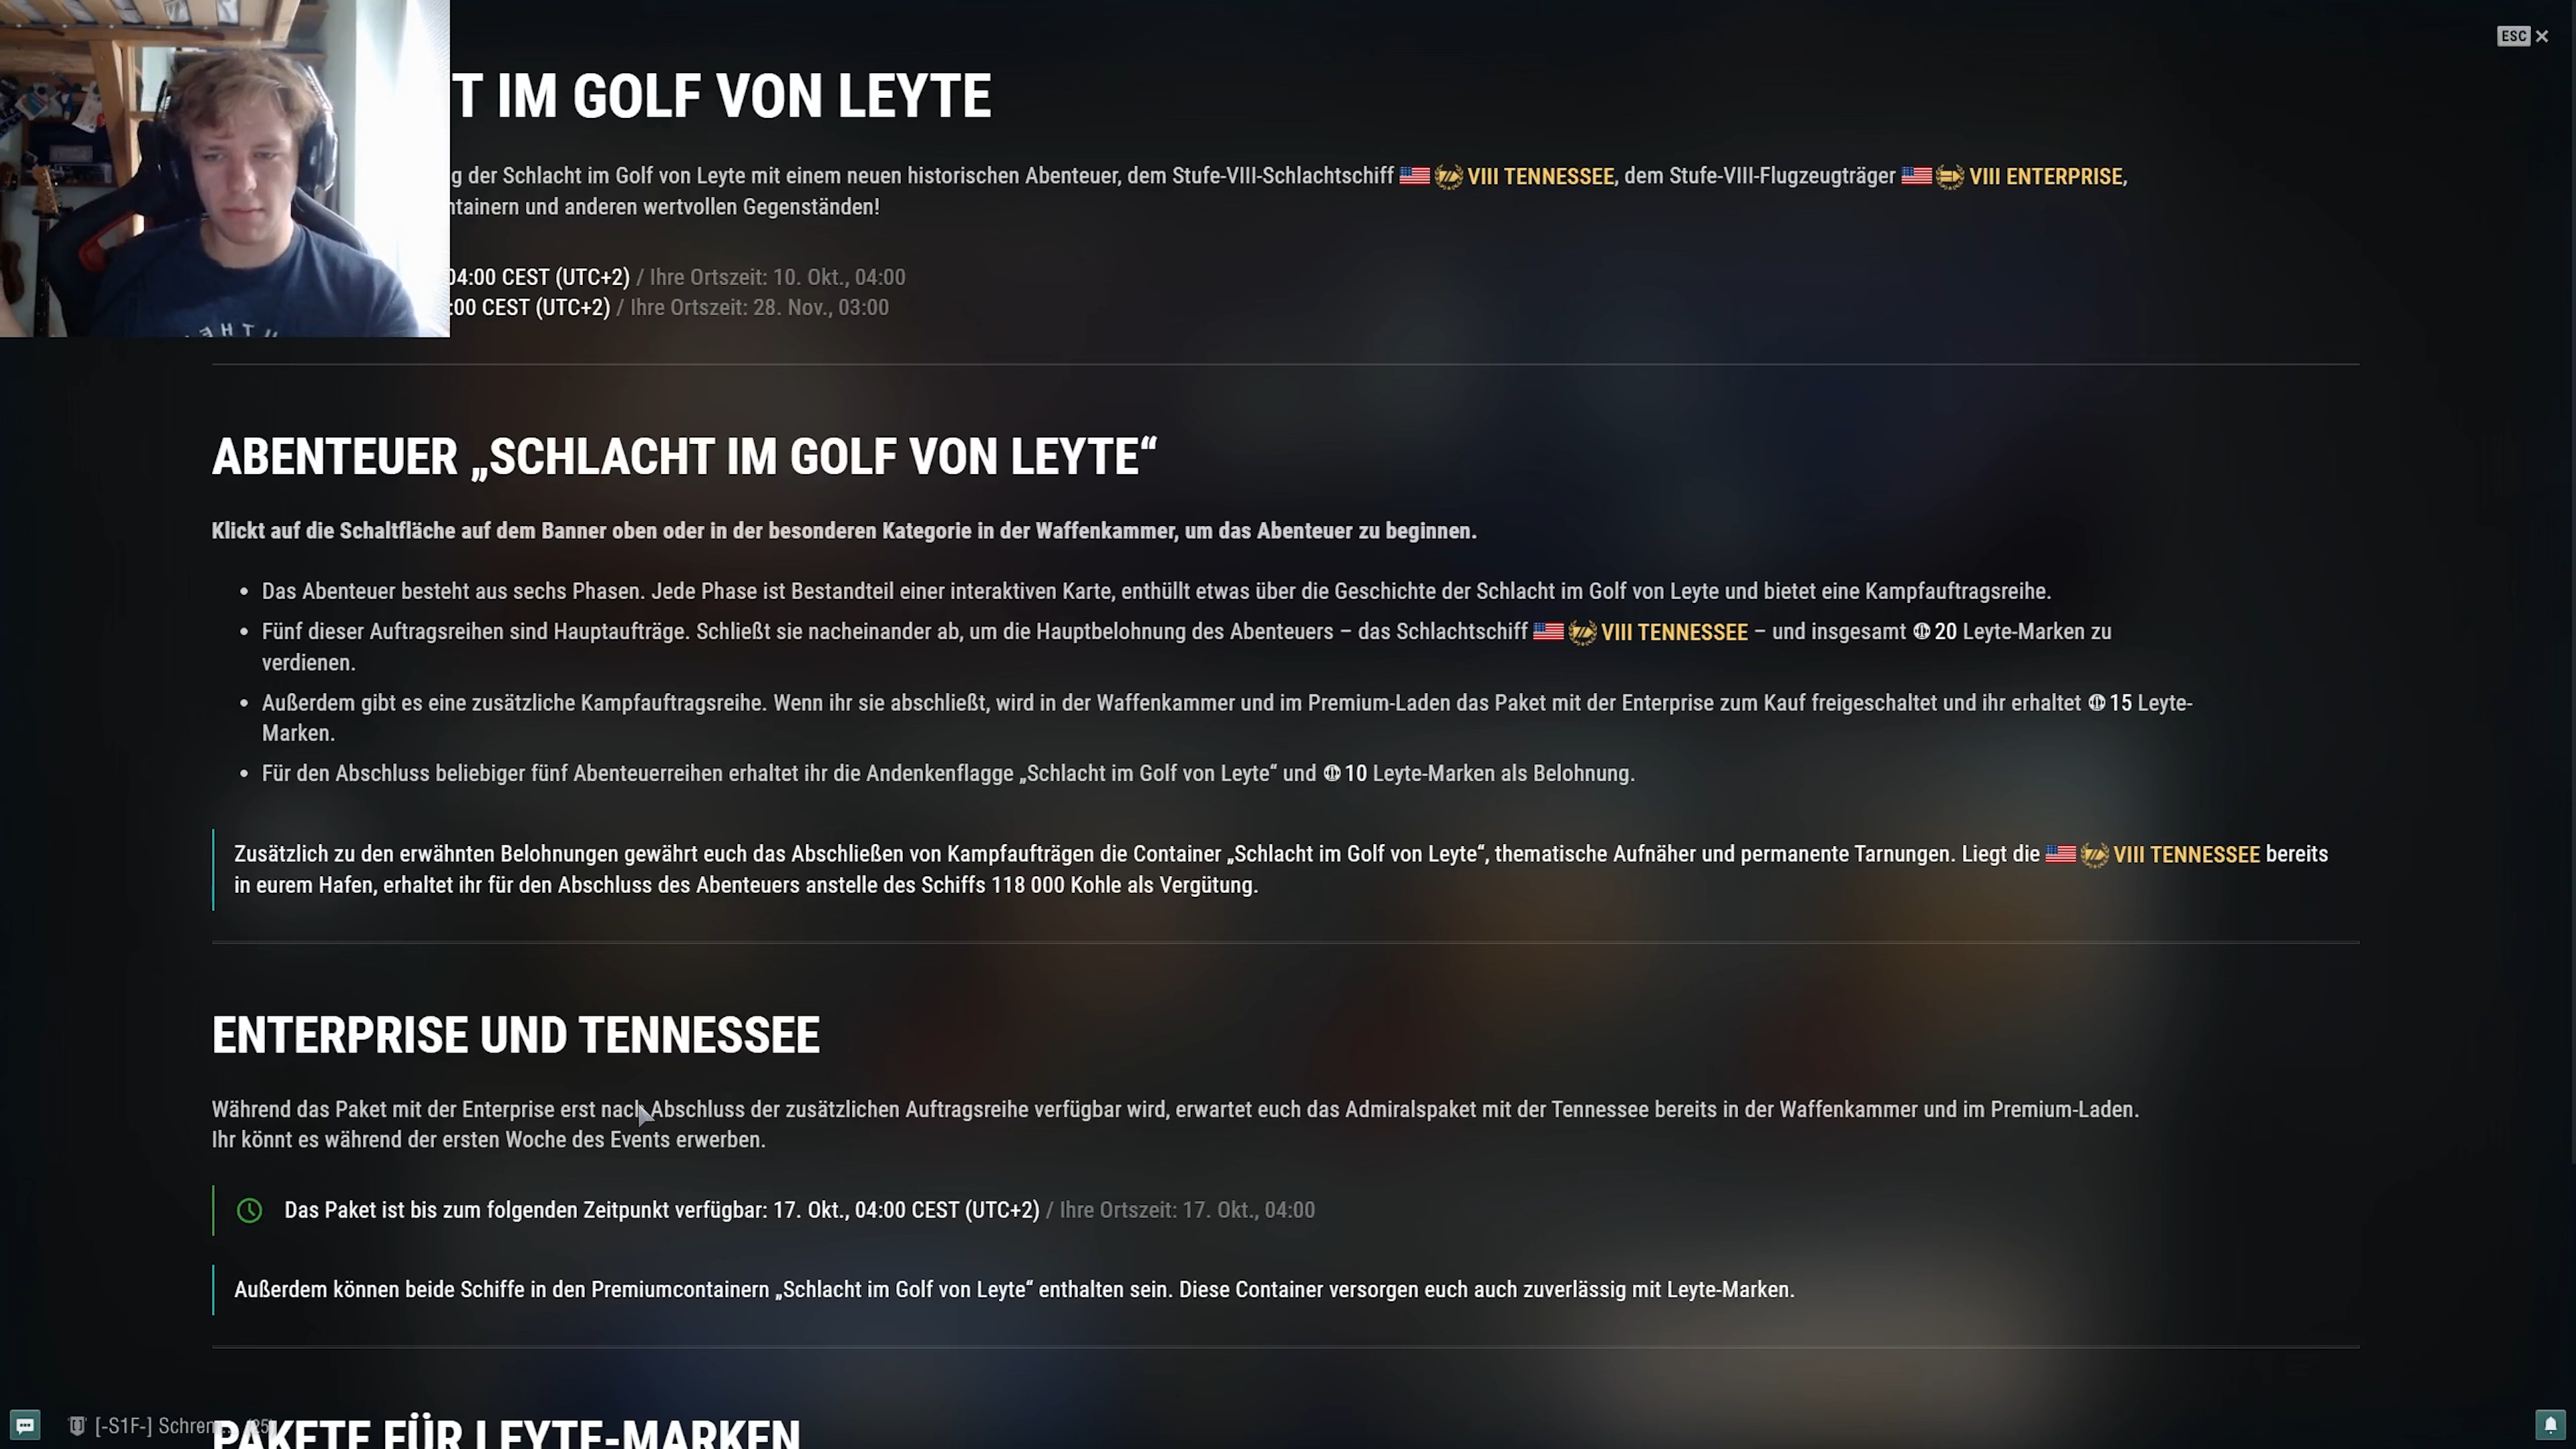 ESC
T IM GOLF VON LEYTE
g der Schlacht im Golf von Leyte mit einem neuen historischen Abenteuer, dem Stufe-VIII-Schlachtschiff VIII TENNESSEE, dem Stufe-VIII-Flugzeugträger VIII ENTERPRISE,
ntainern und anderen wertvollen Gegenständen!
04:00 CEST (UTC+2) / Ihre Ortszeit: 10. Okt., 04:00
:00 CEST (UTC+2) / Ihre Ortszeit: 28. Nov., 03:00
ABENTEUER „SCHLACHT IM GOLF VON LEYTE“
Klickt auf die Schaltfläche auf dem Banner oben oder in der besonderen Kategorie in der Waffenkammer, um das Abenteuer zu beginnen.
• Das Abenteuer besteht aus sechs Phasen. Jede Phase ist Bestandteil einer interaktiven Karte, enthüllt etwas über die Geschichte der Schlacht im Golf von Leyte und bietet eine Kampfauftragsreihe.
• Fünf dieser Auftragsreihen sind Hauptaufträge. Schließt sie nacheinander ab, um die Hauptbelohnung des Abenteuers – das Schlachtschiff VIII TENNESSEE – und insgesamt 20 Leyte-Marken zu
verdienen.
• Außerdem gibt es eine zusätzliche Kampfauftragsreihe. Wenn ihr sie abschließt, wird in der Waffenkammer und im Premium-Laden das Paket mit der Enterprise zum Kauf freigeschaltet und ihr erhaltet 15 Leyte-
Marken.
• Für den Abschluss beliebiger fünf Abenteuerreihen erhaltet ihr die Andenkenflagge „Schlacht im Golf von Leyte“ und 10 Leyte-Marken als Belohnung.
Zusätzlich zu den erwähnten Belohnungen gewährt euch das Abschließen von Kampfaufträgen die Container „Schlacht im Golf von Leyte“, thematische Aufnäher und permanente Tarnungen. Liegt die VIII TENNESSEE bereits
in eurem Hafen, erhaltet ihr für den Abschluss des Abenteuers anstelle des Schiffs 118 000 Kohle als Vergütung.
ENTERPRISE UND TENNESSEE
Während das Paket mit der Enterprise erst nach Abschluss der zusätzlichen Auftragsreihe verfügbar wird, erwartet euch das Admiralspaket mit der Tennessee bereits in der Waffenkammer und im Premium-Laden.
Ihr könnt es während der ersten Woche des Events erwerben.
Das Paket ist bis zum folgenden Zeitpunkt verfügbar: 17. Okt., 04:00 CEST (UTC+2) / Ihre Ortszeit: 17. Okt., 04:00
Außerdem können beide Schiffe in den Premiumcontainern „Schlacht im Golf von Leyte“ enthalten sein. Diese Container versorgen euch auch zuverlässig mit Leyte-Marken.
[-S1F-]
PAKETE FÜR LEYTE-MARKEN